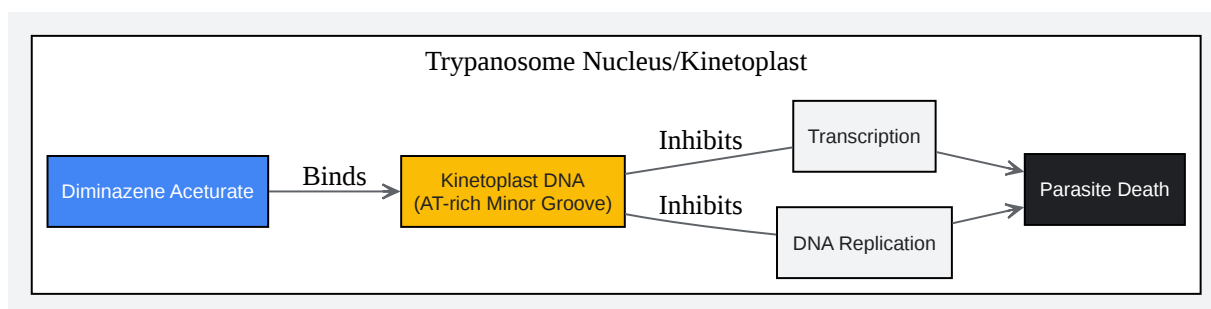 Trypanosome Nucleus/Kinetoplast
Diminazene Aceturate
Binds
Kinetoplast DNA
(AT-rich Minor Groove)
Inhibits
Transcription
Inhibits
DNA Replication
Parasite Death